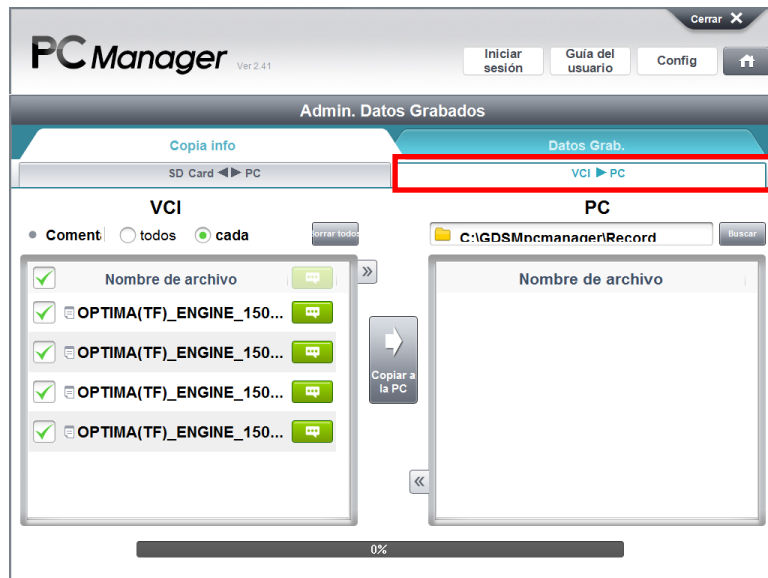 Cerrar
PC Manager Ver 2.41
Iniciar sesión
Guía del usuario
Config
Admin. Datos Grabados
Copia info
Datos Grab.
SD Card ◀▶ PC
VCI ▶ PC
VCI
Coment
todos
cada
Borrar todos
PC
C:\GDSMpcmanager\Record
Buscar
Nombre de archivo
OPTIMA(TF)_ENGINE_150...
OPTIMA(TF)_ENGINE_150...
OPTIMA(TF)_ENGINE_150...
OPTIMA(TF)_ENGINE_150...
Copiar a
la PC
Nombre de archivo
0%